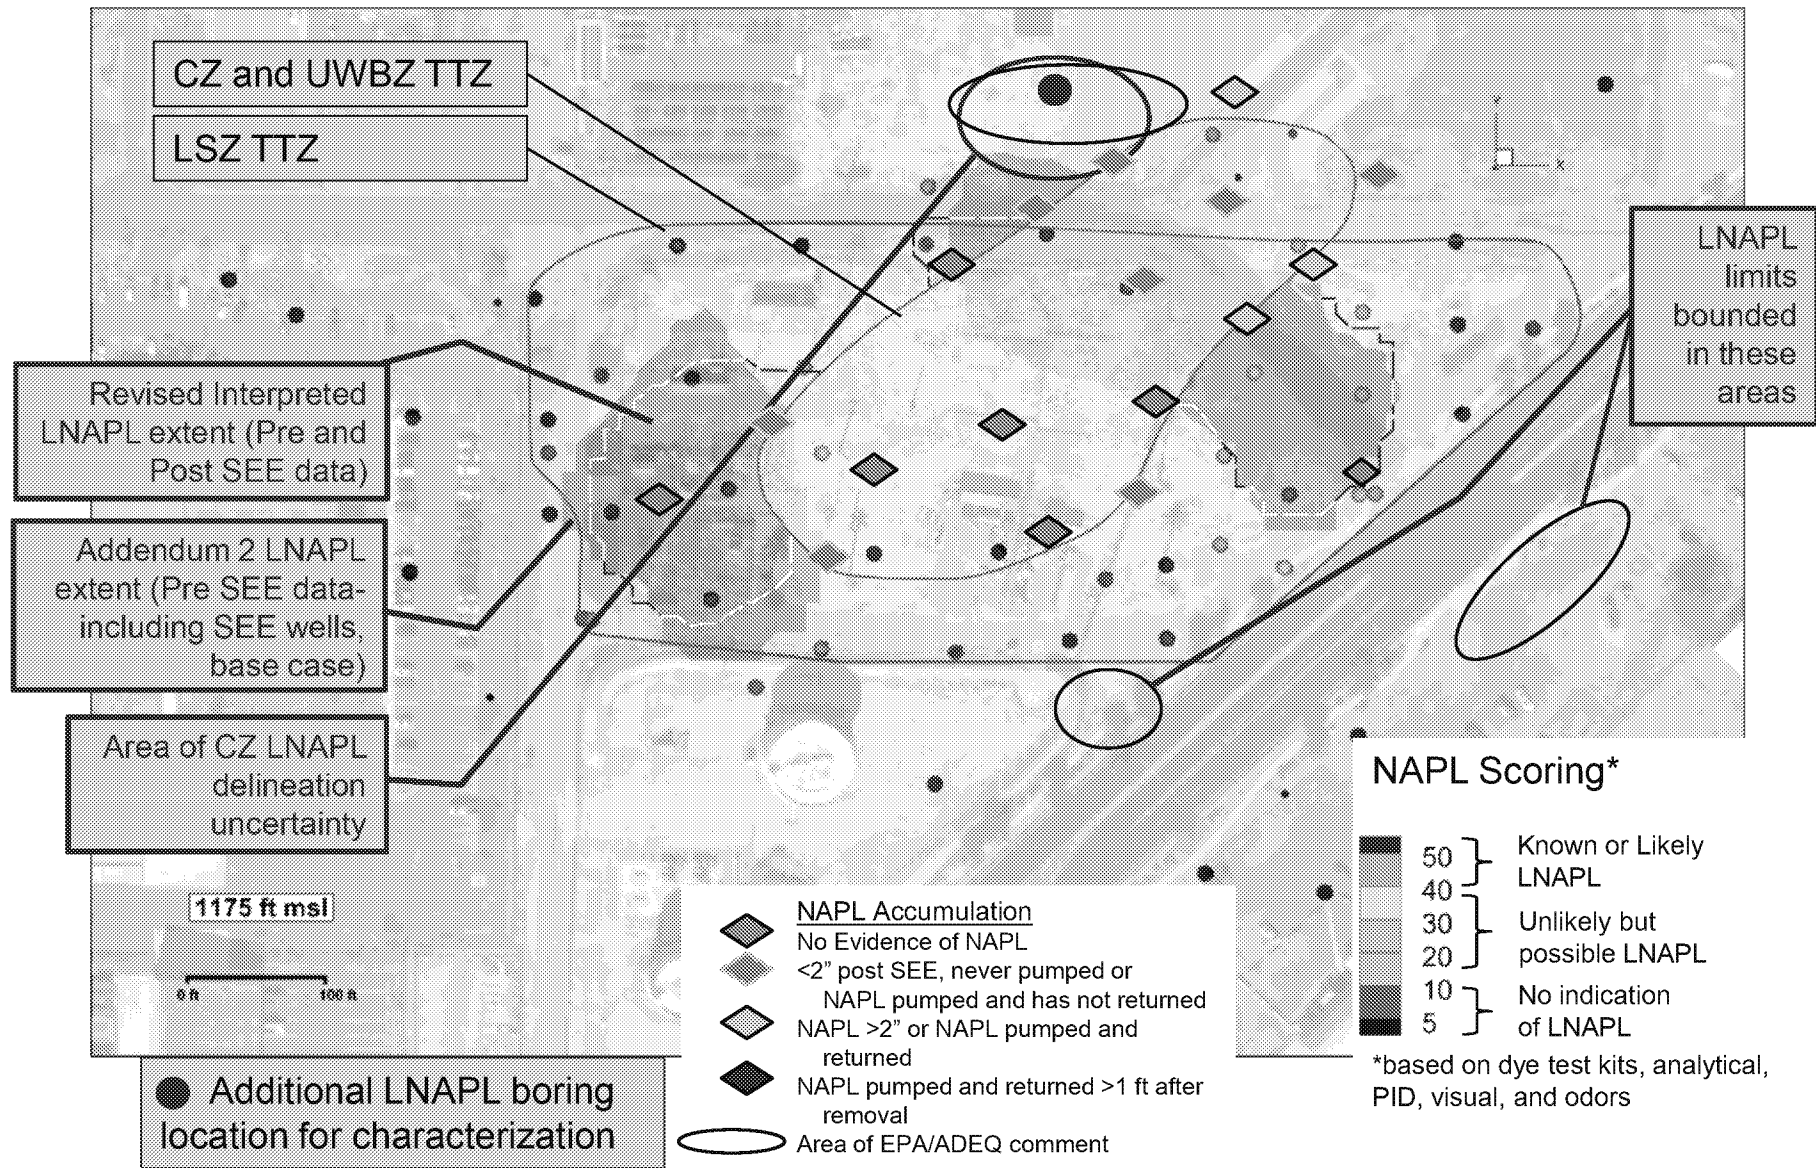 CZ and UWBZ TTZ
LSZ TTZ
LNAPL
limits
bounded
in these
areas
Revised Interpreted
LNAPL extent (Pre and
Post SEE data)
Addendum 2 LNAPL
extent (Pre SEE data-
including SEE wells,
base case)
Area of CZ LNAPL
delineation
uncertainty
1175 ft msl
0 ft
100 ft
Y
X
NAPL Scoring*
50
40
30
20
10
5
Known or Likely
LNAPL
Unlikely but
possible LNAPL
No indication
of LNAPL
*based on dye test kits, analytical,
PID, visual, and odors
NAPL Accumulation
No Evidence of NAPL
<2” post SEE, never pumped or
NAPL pumped and has not returned
NAPL >2” or NAPL pumped and
returned
NAPL pumped and returned >1 ft after
removal
Area of EPA/ADEQ comment
Additional LNAPL boring
location for characterization